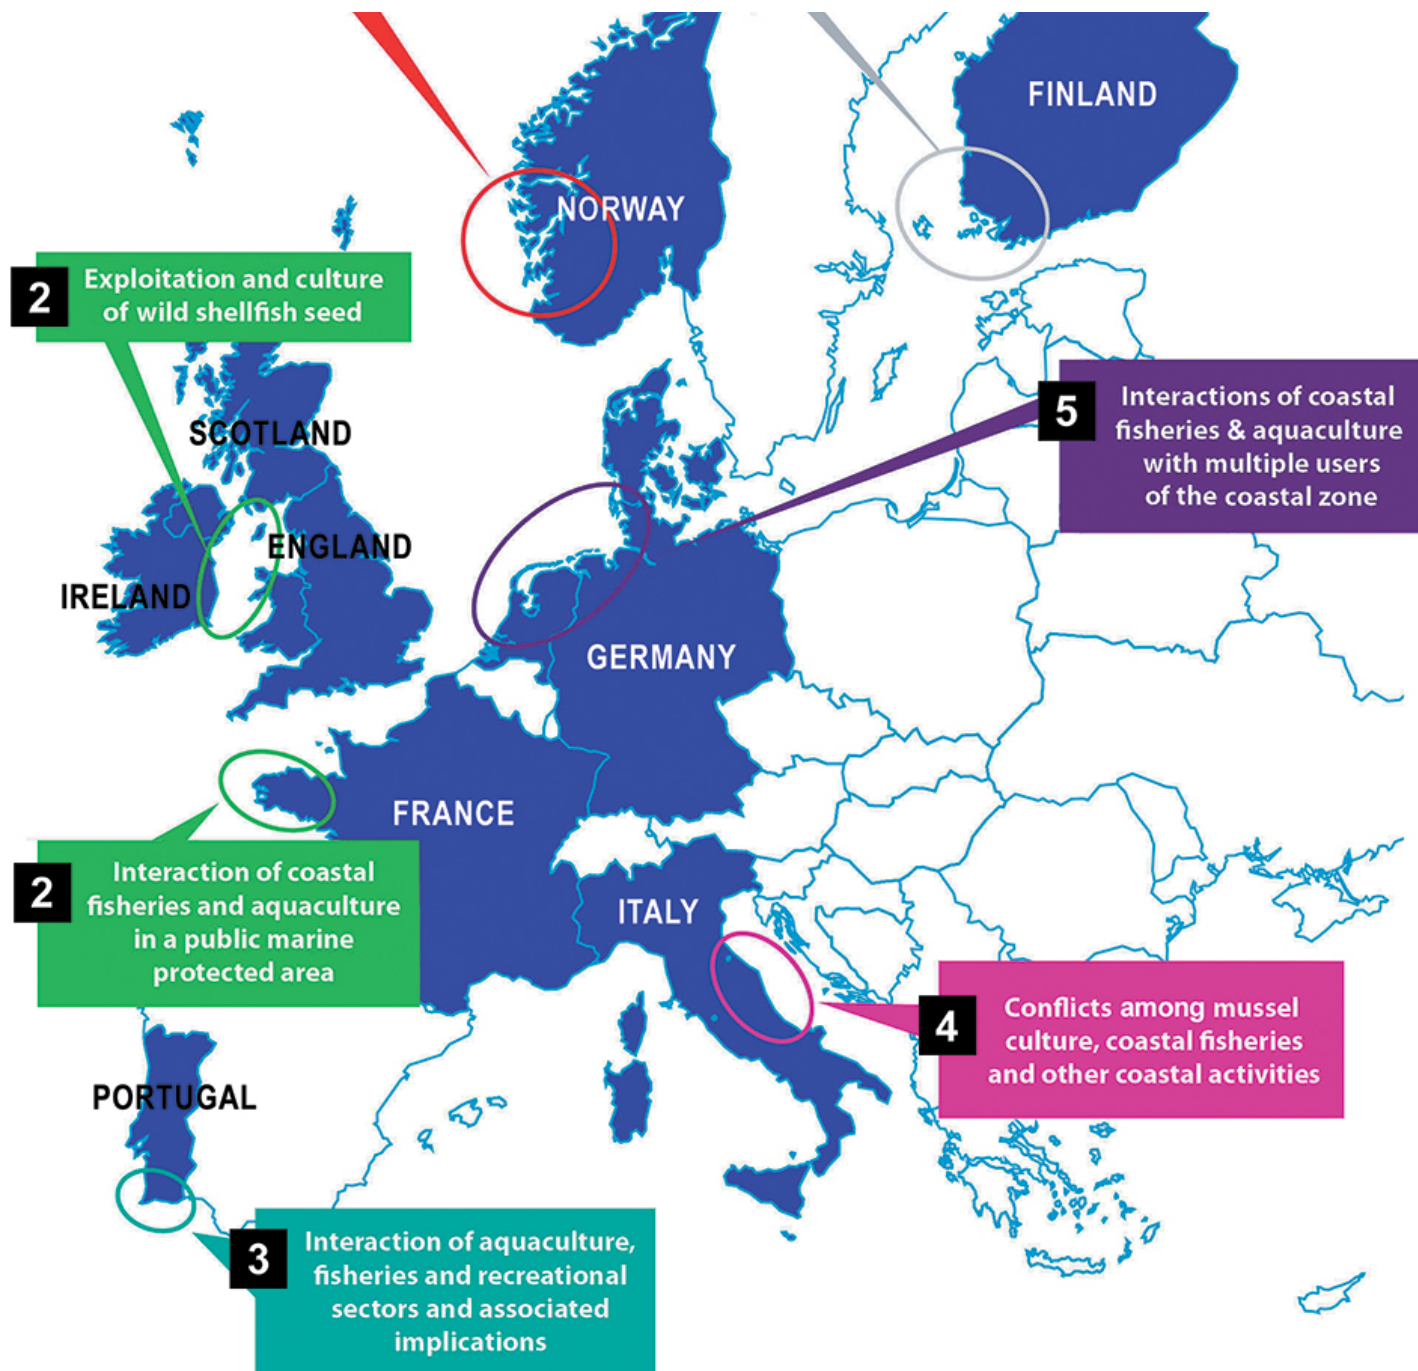 FINLAND
NORWAY
2
Exploitation and culture
of wild shellfish seed
5
Interactions of coastal
fisheries & aquaculture
with multiple users
of the coastal zone
SCOTLAND
ENGLAND
IRELAND
GERMANY
FRANCE
2
Interaction of coastal
fisheries and aquaculture
in a public marine
protected area
ITALY
4
Conflicts among mussel
culture, coastal fisheries
and other coastal activities
PORTUGAL
3
Interaction of aquaculture,
fisheries and recreational
sectors and associated
implications